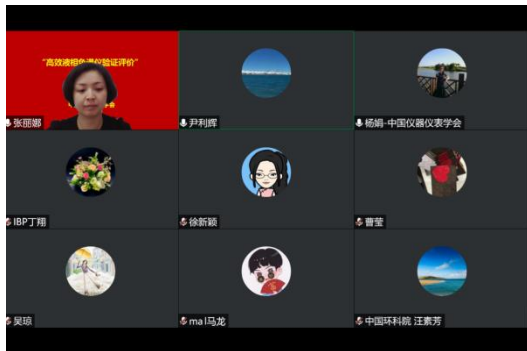 "高效液相色谱仪验证评价"
张丽娜
尹利辉
杨娟-中国仪器仪表学会
IBP丁翔
徐新颖
曹莹
吴琼
ma l马龙
中国环科院 汪素芳